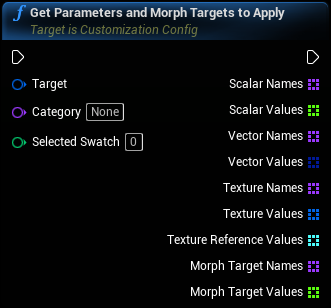 f Get Parameters and Morph Targets to Apply
Target is Customization Config
Target
Scalar Names
Category None
Scalar Values
Selected Swatch 0
Vector Names
Vector Values
Texture Names
Texture Values
Texture Reference Values
Morph Target Names
Morph Target Values